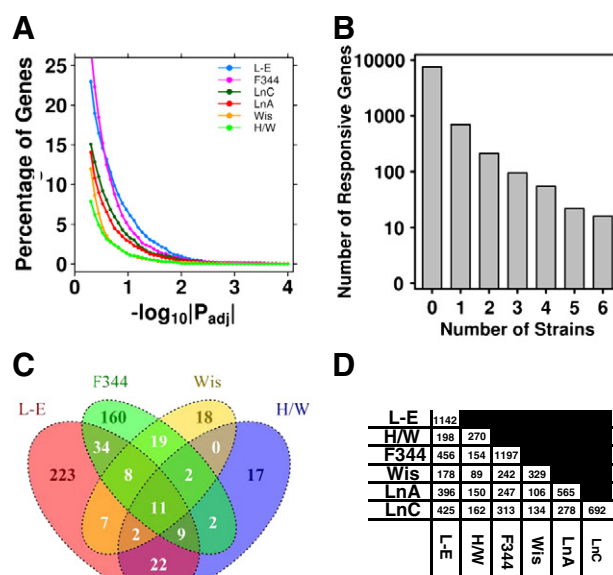 A
Percentage of Genes
25
20
15
10
5
0
L-E
F344
LnC
LnA
Wis
H/W
0 1 2 3 4
-log10|Padj|
B
Number of Responsive Genes
10000
1000
100
10
0
0 1 2 3 4 5 6
Number of Strains
C
F344 Wis
L-E H/W
160 18
34 19 0
223 8 2 17
11
7 2 9 2
22
D
L-E 1142
H/W 198 270
F344 456 154 1197
Wis 178 89 242 329
LnA 396 150 247 106 565
LnC 425 162 313 134 278 692
L-E H/W F344 Wis LnA LnC